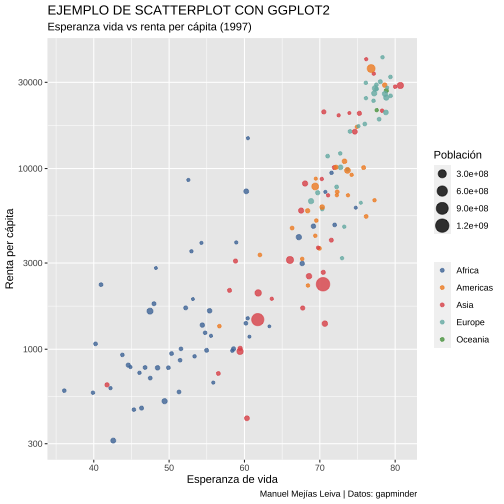 EJEMPLO DE SCATTERPLOT CON GGPLOT2
Esperanza vida vs renta per cápita (1997)
Renta per cápita
30000
10000
3000
1000
300
40
50
60
70
80
Esperanza de vida
Población
3.0e+08
6.0e+08
9.0e+08
1.2e+09
Africa
Americas
Asia
Europe
Oceania
Manuel Mejías Leiva | Datos: gapminder